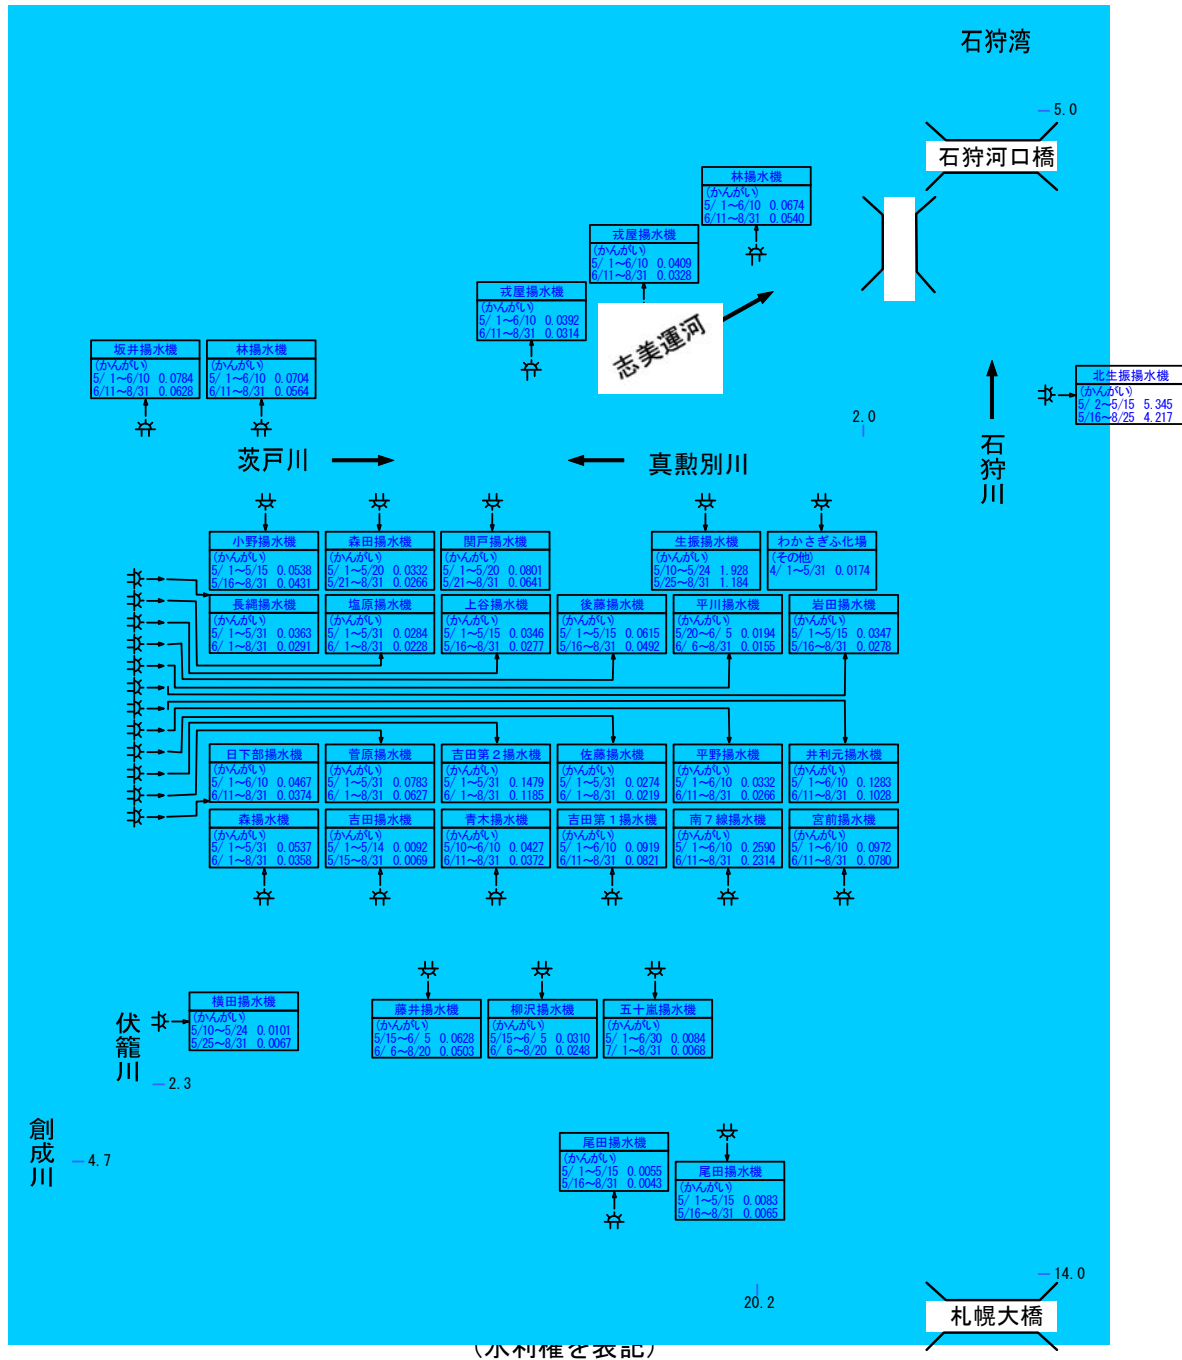 石狩湾
5.0
石狩河口橋
林揚水機
(かんがい)
5/ 1～6/10 0.0674
6/11～8/31 0.0540
戎屋揚水機
(かんがい)
5/ 1～6/10 0.0409
6/11～8/31 0.0328
戎屋揚水機
(かんがい)
5/ 1～6/10 0.0392
6/11～8/31 0.0314
志美運河
坂井揚水機
(かんがい)
5/ 1～6/10 0.0784
6/11～8/31 0.0628
林揚水機
(かんがい)
5/ 1～6/10 0.0704
6/11～8/31 0.0564
北生振揚水機
(かんがい)
5/ 2～5/15 5.345
5/16～8/25 4.217
2.0
茨戸川
真勲別川
石狩川
小野揚水機
(かんがい)
5/ 1～5/15 0.0538
5/16～8/31 0.0431
森田揚水機
(かんがい)
5/ 1～5/20 0.0332
5/21～8/31 0.0266
関戸揚水機
(かんがい)
5/ 1～5/20 0.0801
5/21～8/31 0.0641
生振揚水機
(かんがい)
5/10～5/24 1.928
5/25～8/31 1.184
わかさぎふ化場
(その他)
4/ 1～5/31 0.0174
長縄揚水機
(かんがい)
5/ 1～5/31 0.0363
6/ 1～8/31 0.0291
塩原揚水機
(かんがい)
5/ 1～5/31 0.0284
6/ 1～8/31 0.0228
上谷揚水機
(かんがい)
5/ 1～5/15 0.0346
5/16～8/31 0.0277
後藤揚水機
(かんがい)
5/ 1～5/15 0.0615
5/16～8/31 0.0492
平川揚水機
(かんがい)
5/20～6/ 5 0.0194
6/ 6～8/31 0.0155
岩田揚水機
(かんがい)
5/ 1～5/15 0.0347
5/16～8/31 0.0278
日下部揚水機
(かんがい)
5/ 1～6/10 0.0467
6/11～8/31 0.0374
菅原揚水機
(かんがい)
5/ 1～5/31 0.0783
6/ 1～8/31 0.0627
吉田第2揚水機
(かんがい)
5/ 1～5/31 0.1479
6/ 1～8/31 0.1185
佐藤揚水機
(かんがい)
5/ 1～5/31 0.0274
6/ 1～8/31 0.0219
平野揚水機
(かんがい)
5/ 1～6/10 0.0332
6/11～8/31 0.0266
井利元揚水機
(かんがい)
5/ 1～6/10 0.1283
6/11～8/31 0.1028
森揚水機
(かんがい)
5/ 1～5/31 0.0537
6/ 1～8/31 0.0358
吉田揚水機
(かんがい)
5/ 1～5/14 0.0092
5/15～8/31 0.0069
青木揚水機
(かんがい)
5/10～6/10 0.0427
6/11～8/31 0.0372
吉田第1揚水機
(かんがい)
5/ 1～6/10 0.0919
6/11～8/31 0.0821
南7線揚水機
(かんがい)
5/ 1～6/10 0.2590
6/11～8/31 0.2314
宮前揚水機
(かんがい)
5/ 1～6/10 0.0972
6/11～8/31 0.0780
横田揚水機
(かんがい)
5/10～5/24 0.0101
5/25～8/31 0.0067
藤井揚水機
(かんがい)
5/15～6/ 5 0.0628
6/ 6～8/20 0.0503
柳沢揚水機
(かんがい)
5/15～6/ 5 0.0310
6/ 6～8/20 0.0248
五十嵐揚水機
(かんがい)
5/ 1～6/30 0.0084
7/ 1～8/31 0.0068
伏籠川
2.3
創成川
4.7
尾田揚水機
(かんがい)
5/ 1～5/15 0.0055
5/16～8/31 0.0043
尾田揚水機
(かんがい)
5/ 1～5/15 0.0083
5/16～8/31 0.0065
14.0
20.2
札幌大橋
(水利権を表記)